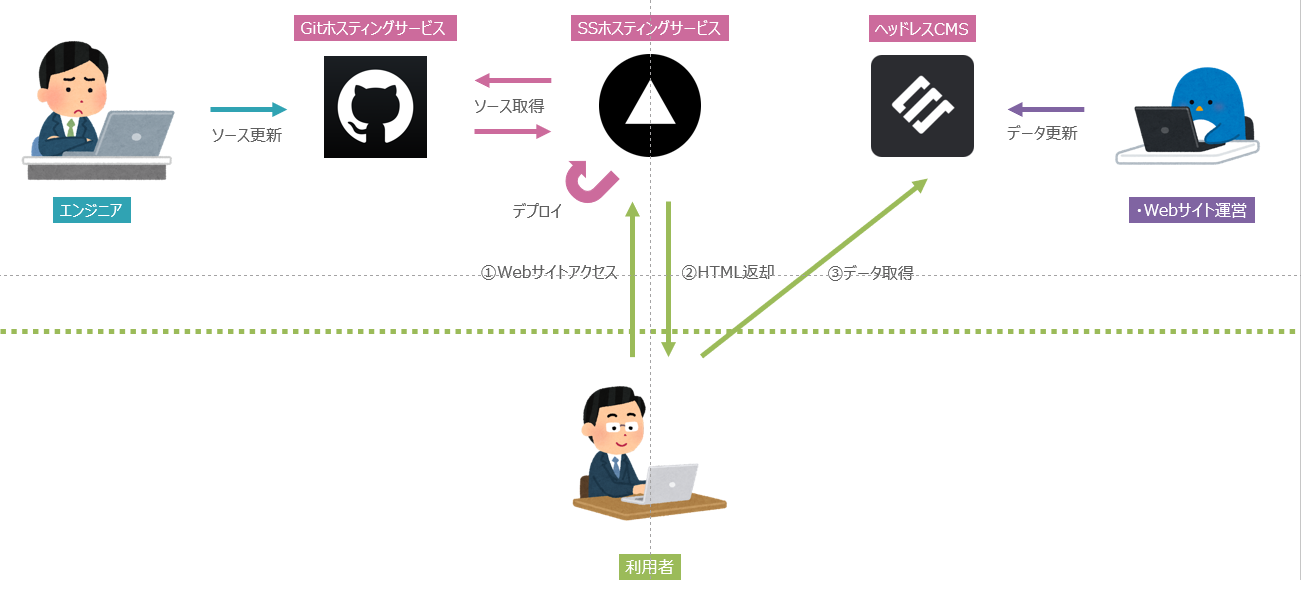 Gitホスティングサービス
SSホスティングサービス
ヘッドレスCMS
ソース更新
ソース取得
データ更新
エンジニア
デプロイ
・Webサイト運営
①Webサイトアクセス
②HTML返却
③データ取得
利用者